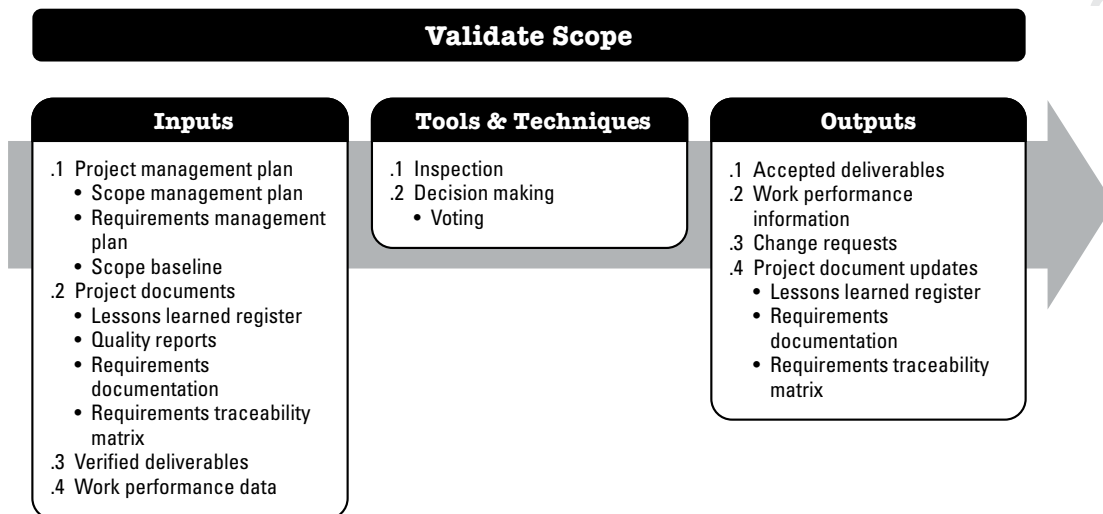 Validate Scope
Inputs
.1 Project management plan
• Scope management plan
• Requirements management
plan
• Scope baseline
.2 Project documents
• Lessons learned register
• Quality reports
• Requirements
documentation
• Requirements traceability
matrix
.3 Verified deliverables
.4 Work performance data
Tools & Techniques
.1 Inspection
.2 Decision making
• Voting
Outputs
.1 Accepted deliverables
.2 Work performance
information
.3 Change requests
.4 Project document updates
• Lessons learned register
• Requirements
documentation
• Requirements traceability
matrix